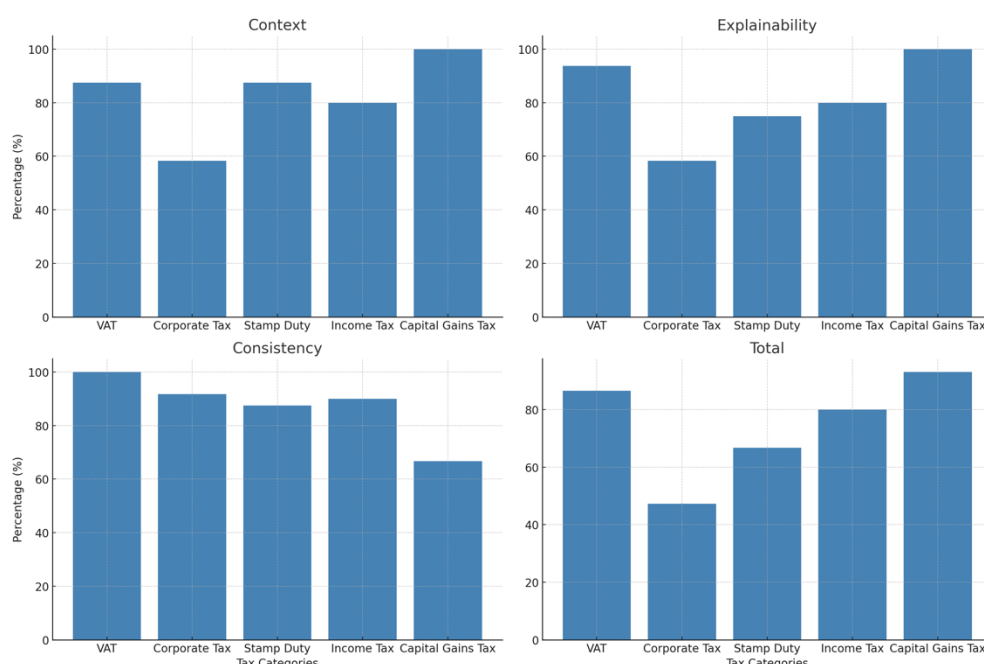 Context
Percentage (%)
100
80
60
40
20
0
VAT Corporate Tax Stamp Duty Income Tax Capital Gains Tax
Explainability
100
80
60
40
20
0
VAT Corporate Tax Stamp Duty Income Tax Capital Gains Tax
Consistency
Percentage (%)
100
80
60
40
20
0
VAT Corporate Tax Stamp Duty Income Tax Capital Gains Tax
Tax Categories
Total
80
60
40
20
0
VAT Corporate Tax Stamp Duty Income Tax Capital Gains Tax
Tax Categories